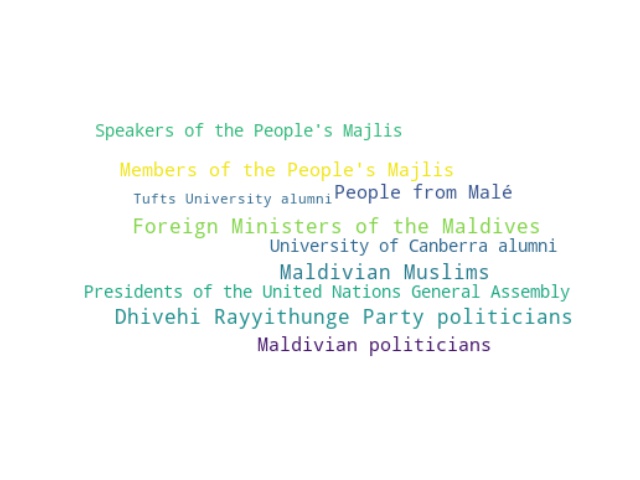 Speakers of the People's Majlis
Members of the People's Majlis
People from Malé
Tufts University alumni
Foreign Ministers of the Maldives
University of Canberra alumni
Maldivian Muslims
Presidents of the United Nations General Assembly
Dhivehi Rayyithunge Party politicians
Maldivian politicians